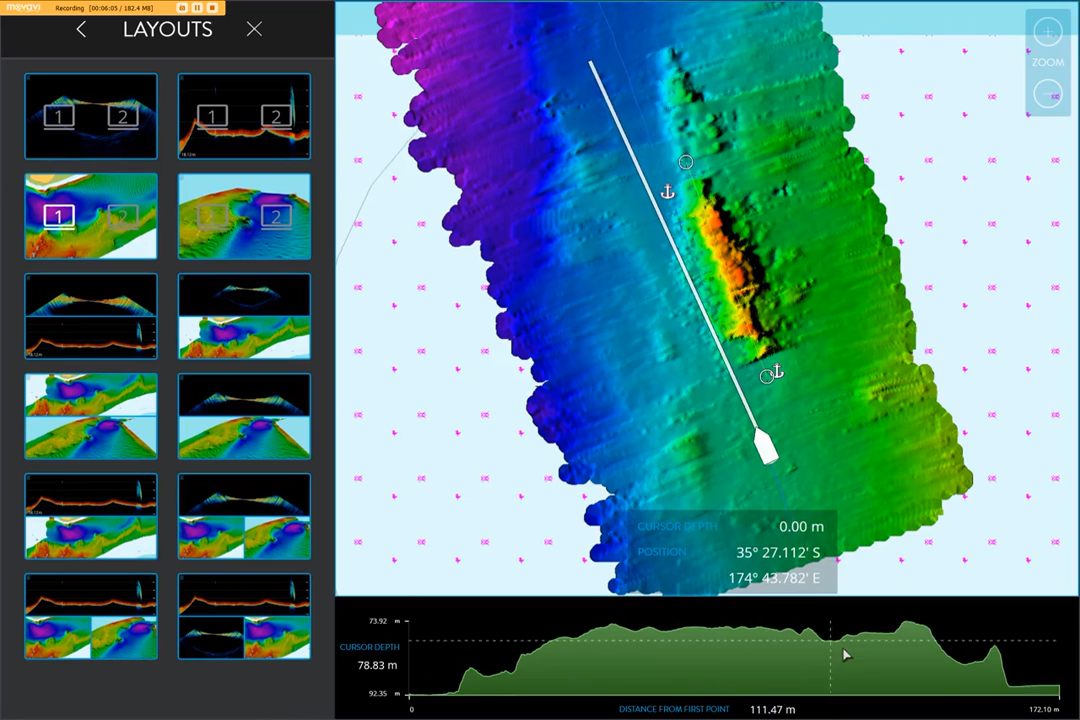 movavi Recording [00:06:05 / 182.4 MB]
LAYOUTS
1 2
1 2
18.12m
1 2
2 2
ZOOM
CURSOR DEPTH 0.00 m
POSITION 35° 27.112' S
174° 43.782' E
73.92 m
CURSOR DEPTH
78.83 m
92.35 m
0 DISTANCE FROM FIRST POINT 111.47 m 172.10 m